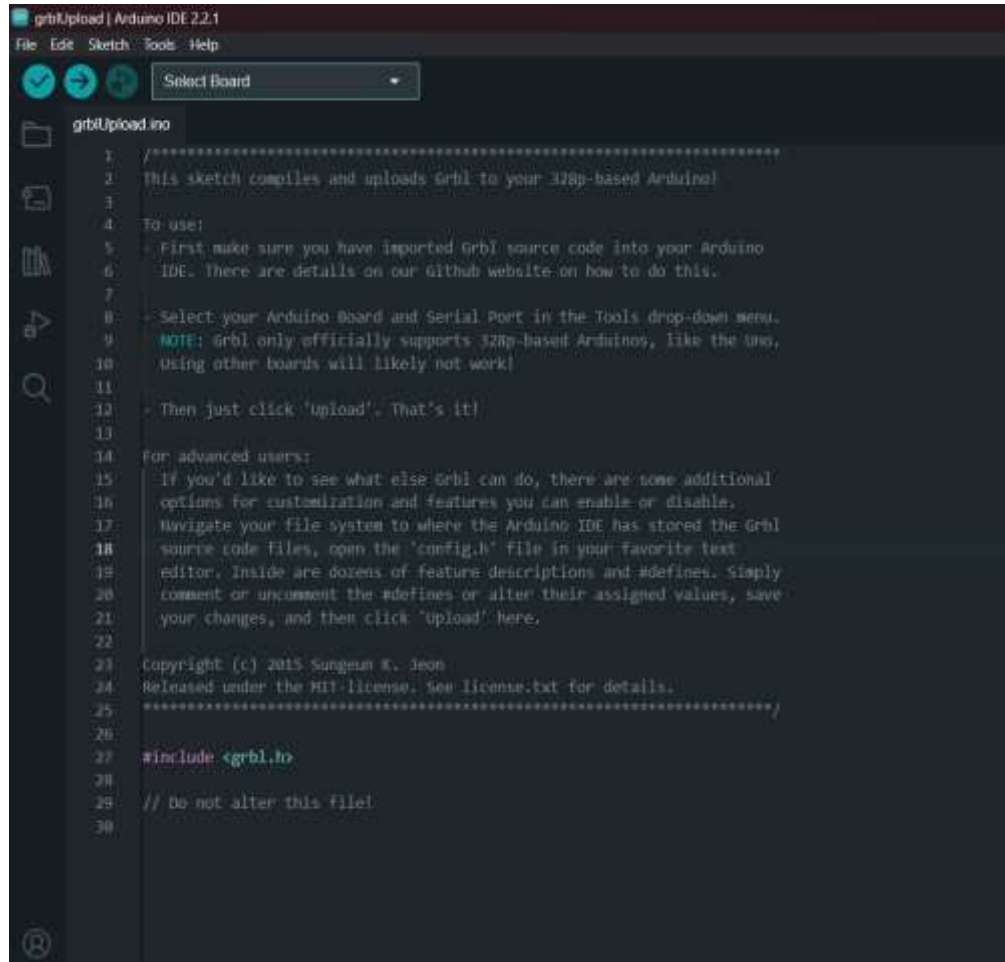 grblUpload | Arduino IDE 2.2.1
File Edit Sketch Tools Help
Select Board
grblUpload.ino
1 /***********************************************************************
2 This sketch compiles and uploads Grbl to your 328p-based Arduino!
3
4 To use:
5 - First make sure you have imported Grbl source code into your Arduino
6 IDE. There are details on our Github website on how to do this.
7
8 - Select your Arduino Board and Serial Port in the Tools drop-down menu.
9 NOTE: Grbl only officially supports 328p-based Arduinos, like the Uno.
10 Using other boards will likely not work!
11
12 - Then just click 'Upload'. That's it!
13
14 For advanced users:
15 If you'd like to see what else Grbl can do, there are some additional
16 options for customization and features you can enable or disable.
17 Navigate your file system to where the Arduino IDE has stored the Grbl
18 source code files, open the 'config.h' file in your favorite text
19 editor. Inside are dozens of feature descriptions and #defines. Simply
20 comment or uncomment the #defines or alter their assigned values, save
21 your changes, and then click 'Upload' here.
22
23 Copyright (c) 2015 Sungeun K. Jeon
24 Released under the MIT-license. See license.txt for details.
25 ***********************************************************************/
26
27 #include <grbl.h>
28
29 // Do not alter this file!
30